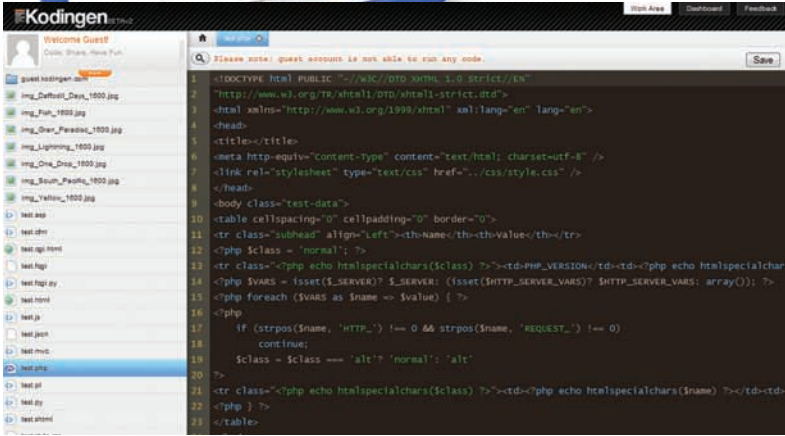 Kodingen BETAv2
Work Area Dashboard Feedback
Welcome Guest!
Code, Share, Have Fun.
test.php
Please note: guest account is not able to run any code.
Save
guest.kodingen.com
img_Daffodil_Days_1600.jpg
img_Fish_1600.jpg
img_Grain_Paradiso_1600.jpg
img_Lightning_1600.jpg
img_One_Drop_1600.jpg
img_South_Pacific_1600.jpg
img_Yellow_1600.jpg
test.asp
test.cfm
test.cgi.html
test.fcgi
test.fcgi.py
test.html
test.js
test.json
test.mvc
test.php
test.pl
test.py
test.shtml
1 <!DOCTYPE html PUBLIC "-//W3C//DTD XHTML 1.0 Strict//EN"
2 "http://www.w3.org/TR/xhtml1/DTD/xhtml1-strict.dtd">
3 <html xmlns="http://www.w3.org/1999/xhtml" xml:lang="en" lang="en">
4 <head>
5 <title></title>
6 <meta http-equiv="Content-Type" content="text/html; charset=utf-8" />
7 <link rel="stylesheet" type="text/css" href="../css/style.css" />
8 </head>
9 <body class="test-data">
10 <table cellspacing="0" cellpadding="0" border="0">
11 <tr class="subhead" align="Left"><th>Name</th><th>Value</th></tr>
12 <?php $class = 'normal'; ?>
13 <tr class="<?php echo htmlspecialchars($class) ?>"><td>PHP_VERSION</td><td><?php echo htmlspecialchar
14 <?php $VARS = isset($_SERVER)? $_SERVER: (isset($HTTP_SERVER_VARS)? $HTTP_SERVER_VARS: array()); ?>
15 <?php foreach ($VARS as $name => $value) { ?>
16 <?php
17 if (strpos($name, 'HTTP_') !== 0 && strpos($name, 'REQUEST_') !== 0)
18 continue;
19 $class = $class === 'alt'? 'normal': 'alt'
20 ?>
21 <tr class="<?php echo htmlspecialchars($class) ?>"><td><?php echo htmlspecialchars($name) ?></td><td>
22 <?php } ?>
23 </table>